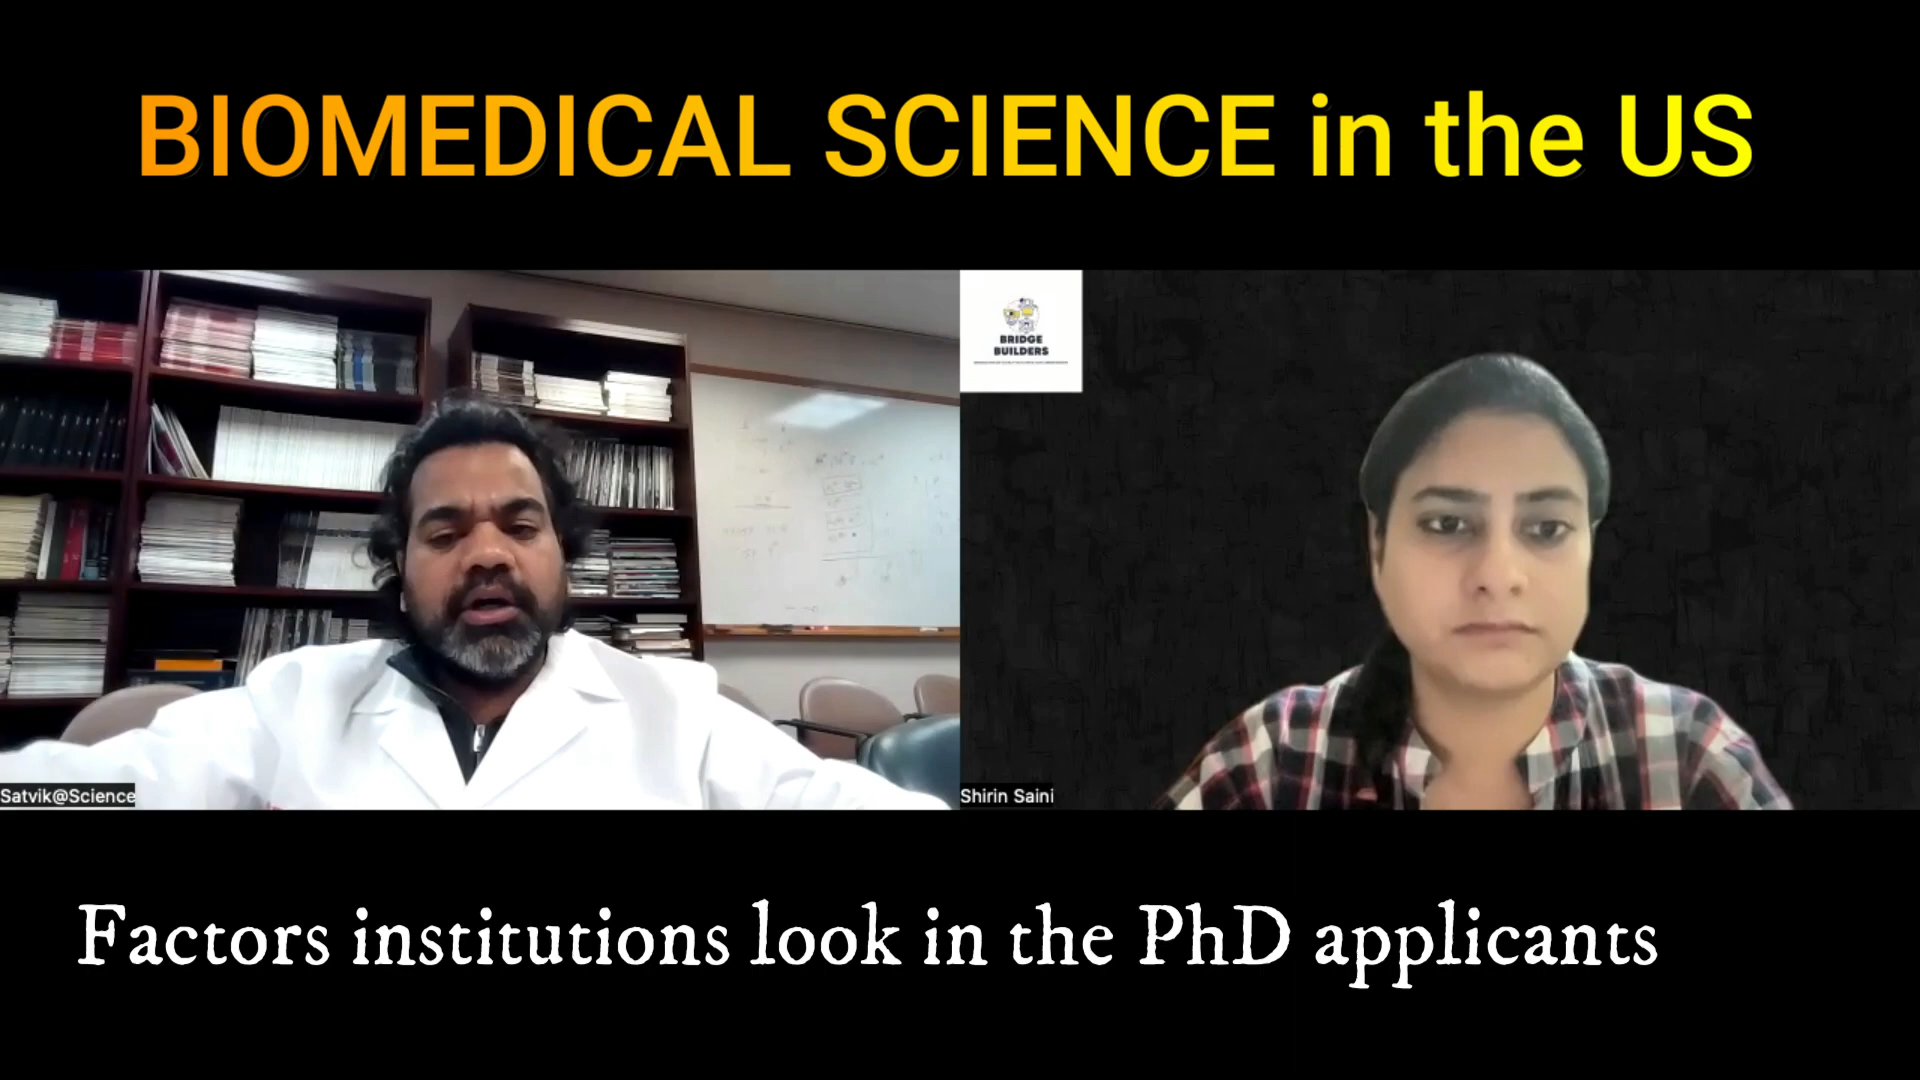 BIOMEDICAL SCIENCE in the US
BRIDGE
BUILDERS
Satvik@Science
Shirin Saini
Factors institutions look in the PhD applicants